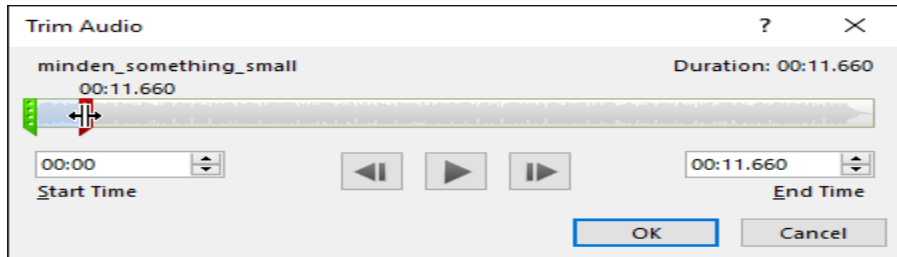 Trim Audio ?
minden_something_small Duration: 00:11.660
00:11.660
00:00 00:11.660
Start Time End Time
OK Cancel